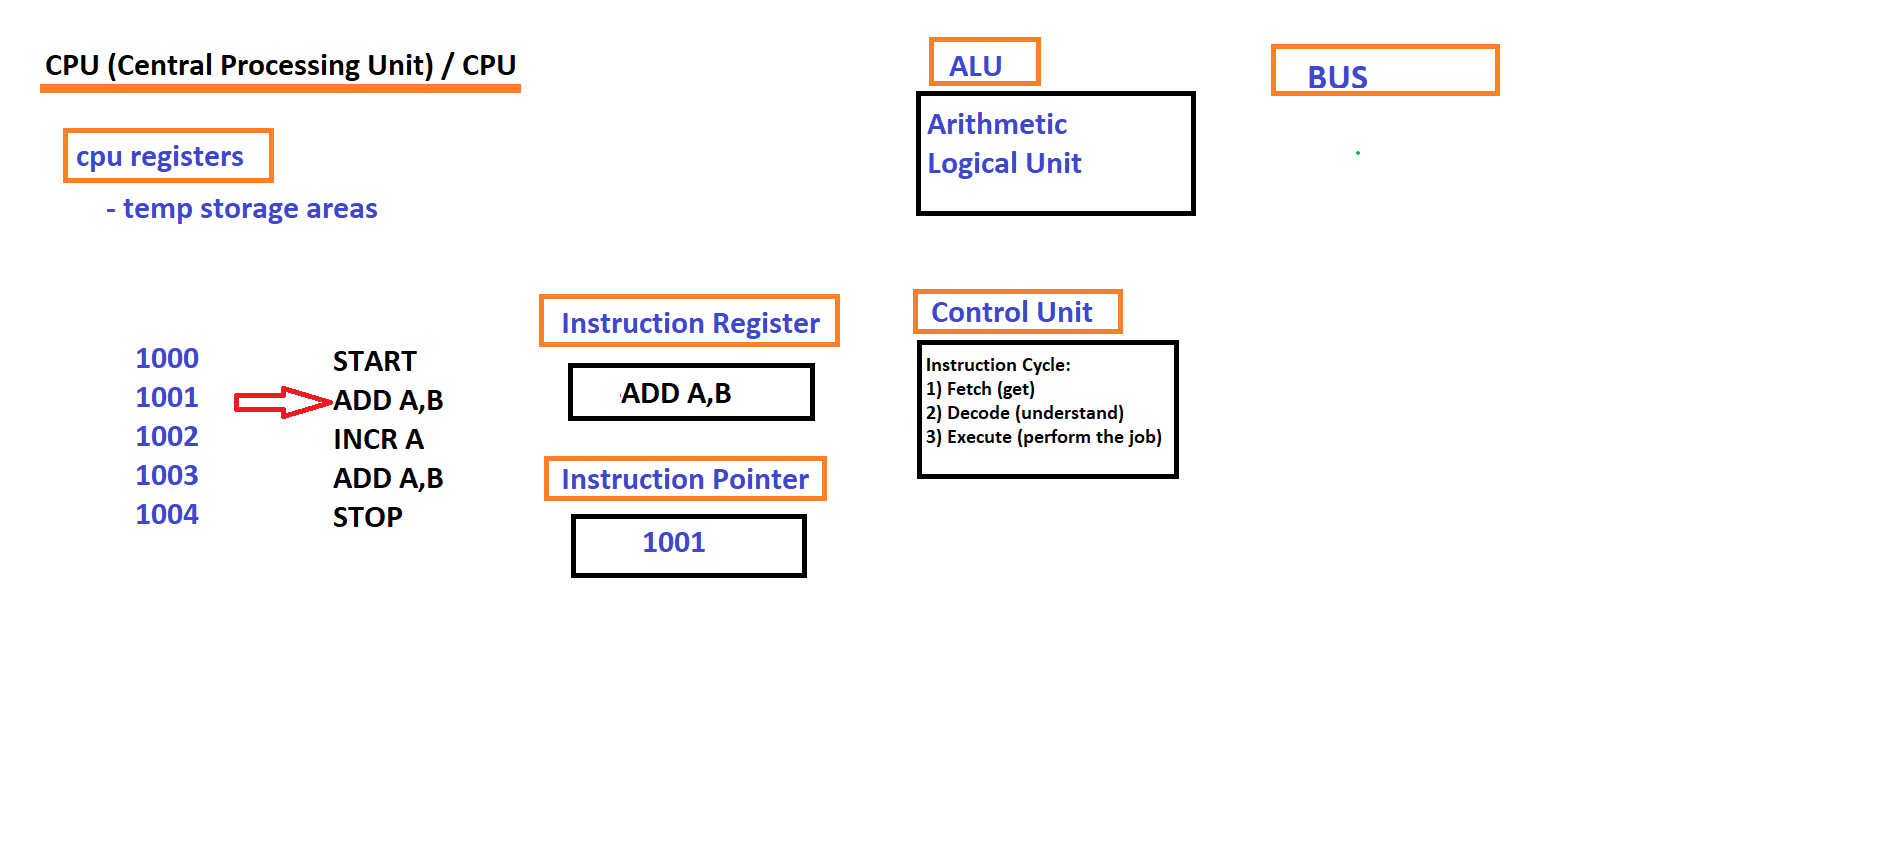 CPU (Central Processing Unit) / CPU
cpu registers
- temp storage areas
1000 START
1001 ADD A,B
1002 INCR A
1003 ADD A,B
1004 STOP
Instruction Register
ADD A,B
Instruction Pointer
1001
ALU
Arithmetic
Logical Unit
Control Unit
Instruction Cycle:
1) Fetch (get)
2) Decode (understand)
3) Execute (perform the job)
BUS